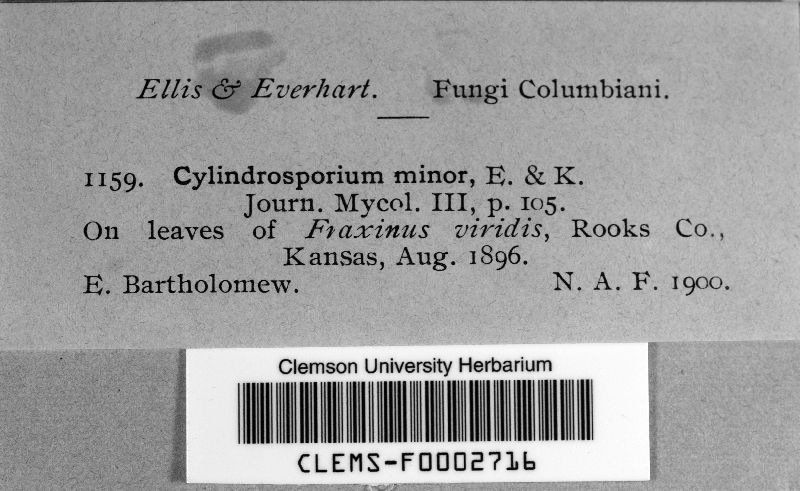 Ellis & Everhart. Fungi Columbiani.
1159. Cylindrosporium minor, E. & K.
Journ. Mycol. III, p. 105.
On leaves of Fraxinus viridis, Rooks Co.,
Kansas, Aug. 1896.
E. Bartholomew. N. A. F. 1900.
Clemson University Herbarium
CLEMS-F0002716